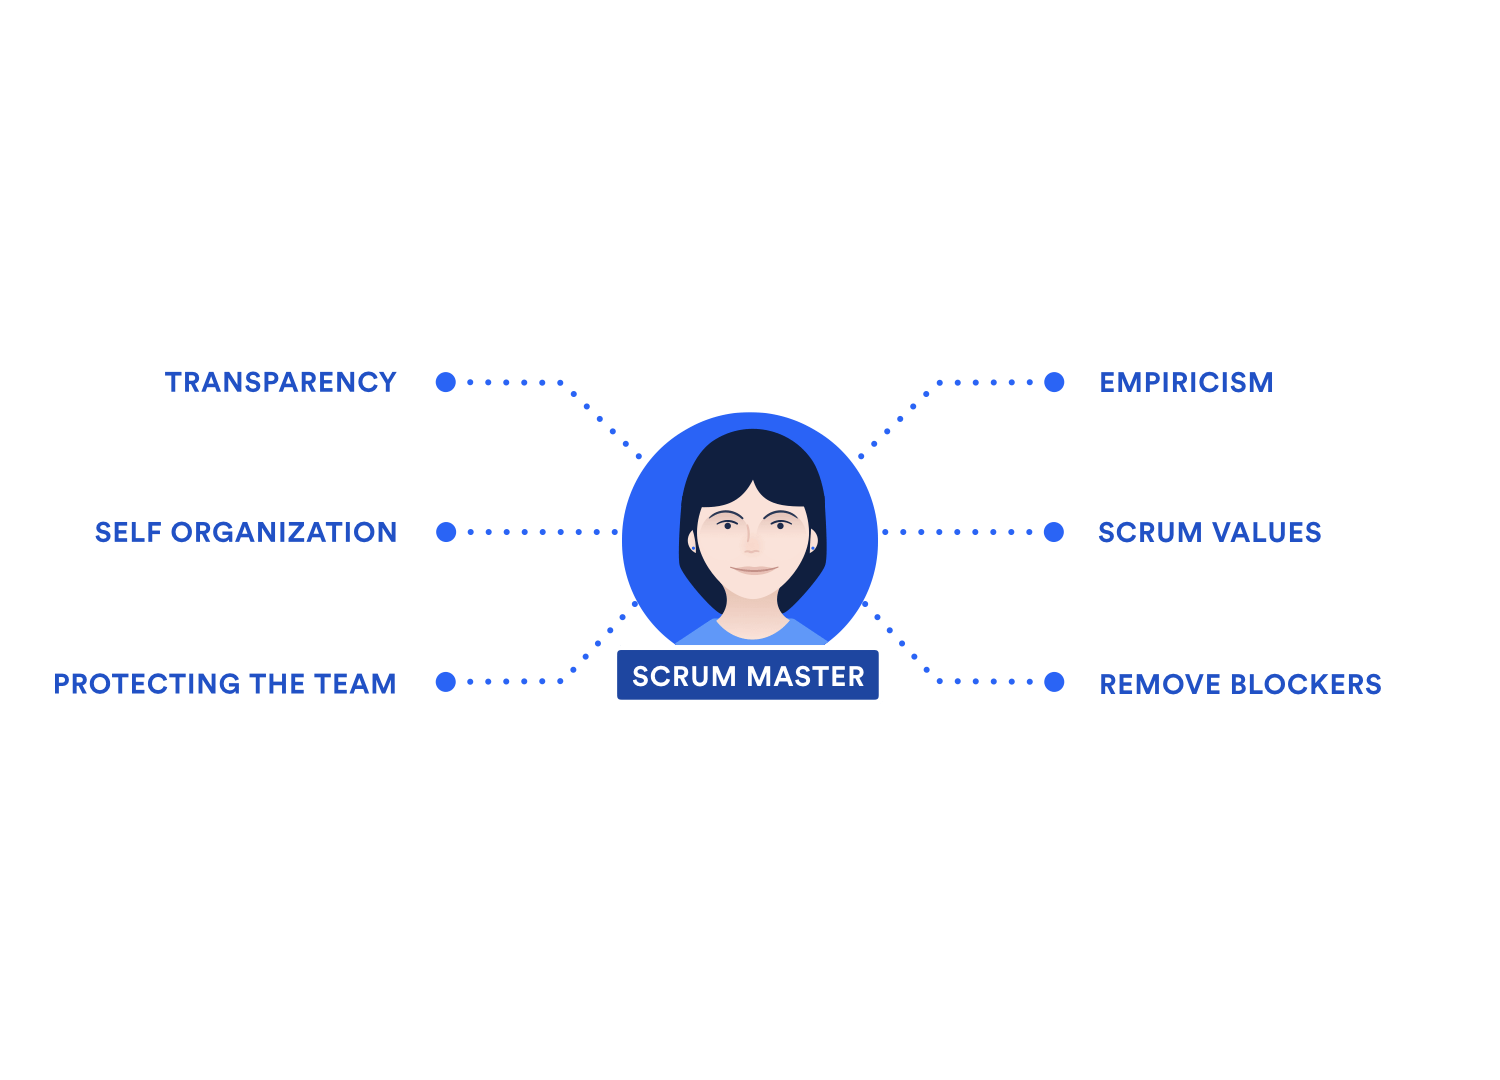 TRANSPARENCY
EMPIRICISM
SELF ORGANIZATION
SCRUM VALUES
PROTECTING THE TEAM
SCRUM MASTER
REMOVE BLOCKERS